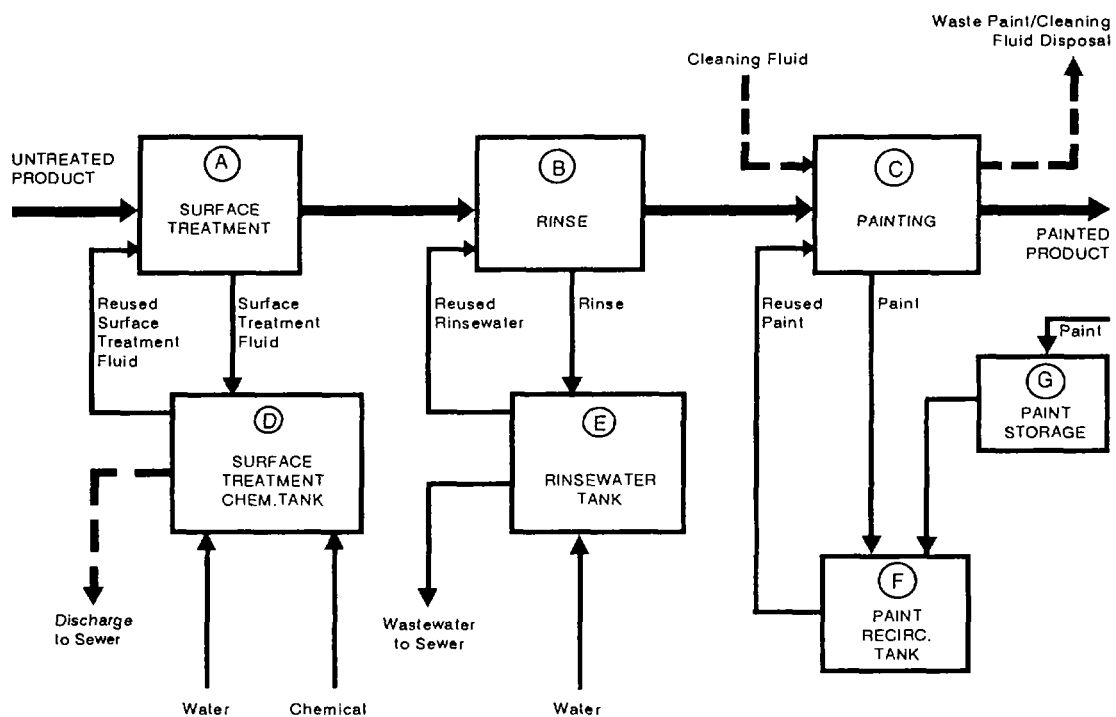 Waste Paint/Cleaning
Fluid Disposal
Cleaning Fluid
UNTREATED
PRODUCT
A
SURFACE
TREATMENT
B
RINSE
C
PAINTING
PAINTED
PRODUCT
Reused
Surface
Treatment
Fluid
Surface
Treatment
Fluid
Reused
Rinsewater
Rinse
Reused
Paint
Paint
Paint
G
PAINT
STORAGE
D
SURFACE
TREATMENT
CHEM.TANK
E
RINSEWATER
TANK
F
PAINT
RECIRC.
TANK
Discharge
to Sewer
Wastewater
to Sewer
Water
Chemical
Water